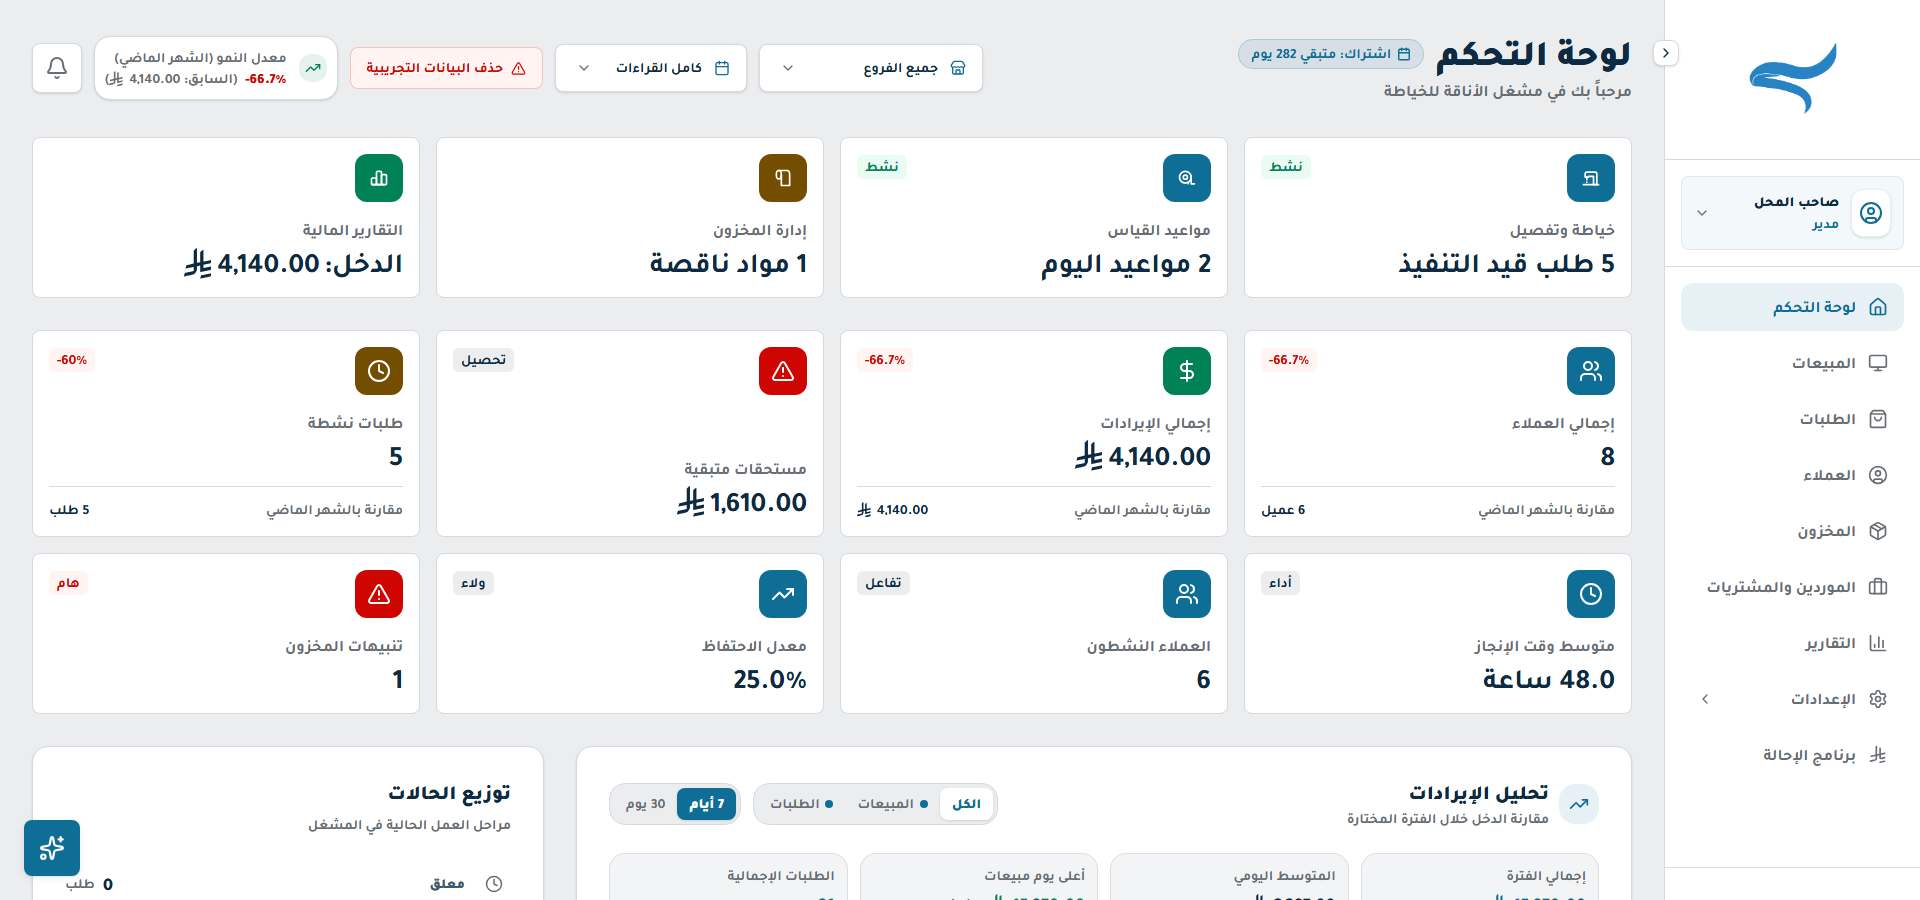 لوحة التحكم
اشتراك: متبقي 282 يوم
مرحباً بك في مشغل الأناقة للخياطة
جميع الفروع
كامل القراءات
حذف البيانات التجريبية
معدل النمو (الشهر الماضي)
-66.7% (السابق: 4,140.00)
صاحب المحل
مدير
لوحة التحكم
المبيعات
الطلبات
العملاء
المخزون
الموردين والمشتريات
التقارير
الإعدادات
برنامج الإحالة
نشط
خياطة وتفصيل
5 طلب قيد التنفيذ
نشط
مواعيد القياس
2 مواعيد اليوم
إدارة المخزون
1 مواد ناقصة
التقارير المالية
الدخل: 4,140.00
-66.7%
إجمالي العملاء
8
مقارنة بالشهر الماضي
6 عميل
-66.7%
إجمالي الإيرادات
4,140.00
مقارنة بالشهر الماضي
4,140.00
تحصيل
مستحقات متبقية
1,610.00
-60%
طلبات نشطة
5
مقارنة بالشهر الماضي
5 طلب
أداء
متوسط وقت الإنجاز
48.0 ساعة
تفاعل
العملاء النشطون
6
ولاء
معدل الاحتفاظ
25.0%
هام
تنبيهات المخزون
1
تحليل الإيرادات
مقارنة الدخل خلال الفترة المختارة
الكل
المبيعات
الطلبات
7 أيام
30 يوم
إجمالي الفترة
المتوسط اليومي
أعلى يوم مبيعات
الطلبات الإجمالية
توزيع الحالات
مراحل العمل الحالية في المشغل
معلق
0 طلب